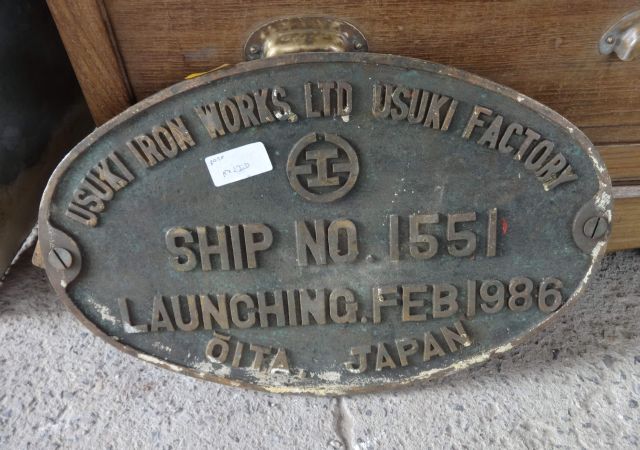 USUKI IRON WORKS. LTD USUKI FACTORY
SHIP NO. 1551
LAUNCHING. FEB 1986
ŌITA, JAPAN